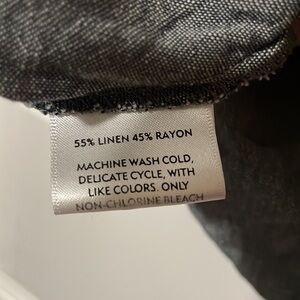 55% LINEN 45% RAYON
MACHINE WASH COLD,
DELICATE CYCLE, WITH
LIKE COLORS. ONLY
NON-CHLORINE BLEACH